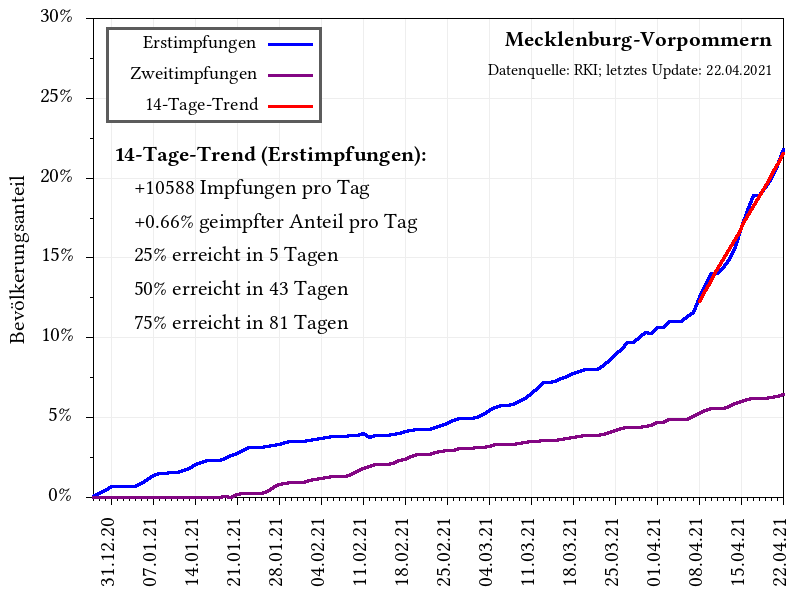 30%
25%
20%
15%
10%
5%
0%
Bevölkerungsanteil
Erstimpfungen
Zweitimpfungen
14-Tage-Trend
Mecklenburg-Vorpommern
Datenquelle: RKI; letztes Update: 22.04.2021
14-Tage-Trend (Erstimpfungen):
+10588 Impfungen pro Tag
+0.66% geimpfter Anteil pro Tag
25% erreicht in 5 Tagen
50% erreicht in 43 Tagen
75% erreicht in 81 Tagen
31.12.20
07.01.21
14.01.21
21.01.21
28.01.21
04.02.21
11.02.21
18.02.21
25.02.21
04.03.21
11.03.21
18.03.21
25.03.21
01.04.21
08.04.21
15.04.21
22.04.21